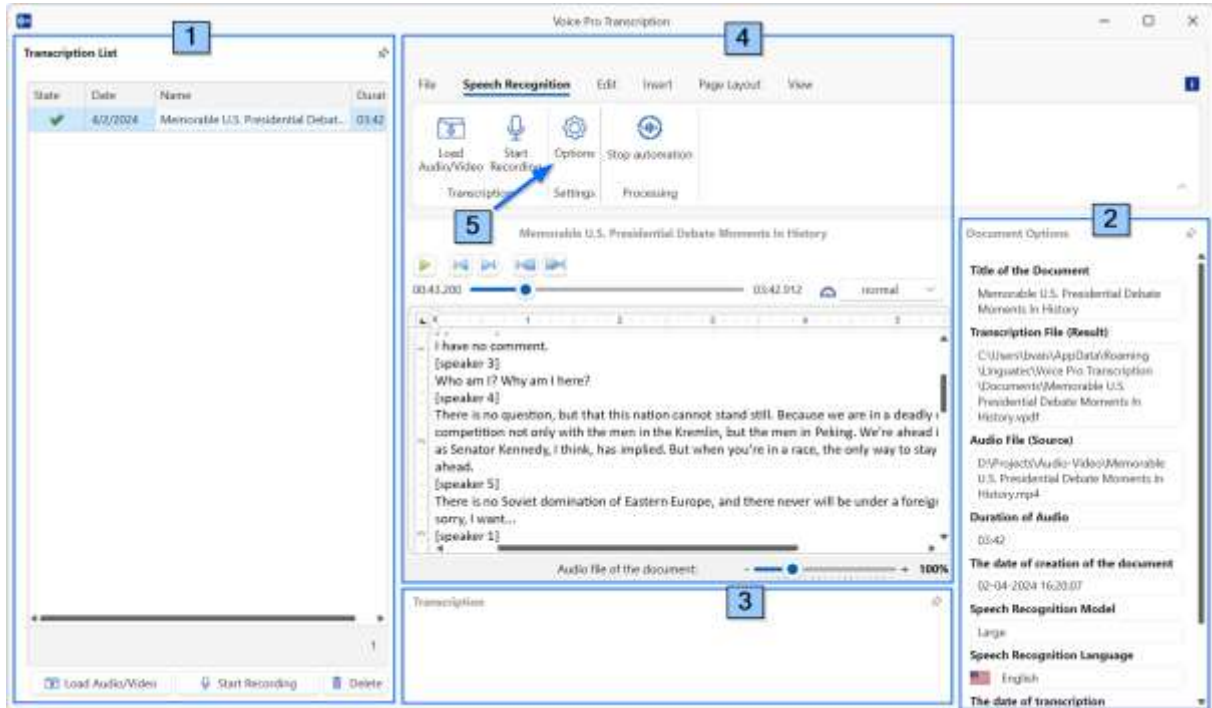 Voice Pro Transcription
1
Transcription List
State Date Name Durat
4/2/2024 Memorable U.S. Presidential Debat... 03:42
1
Load Audio/Video Start Recording Delete
4
File Speech Recognition Edit Insert Page Layout View
Load Audio/Video
Start Recording
Options
Stop automation
Transcription Settings Processing
5
Memorable U.S. Presidential Debate Moments In History
00:43.200 03:42.912 normal
1 2 3 4 5
I have no comment.
[speaker 3]
Who am I? Why am I here?
[speaker 4]
There is no question, but that this nation cannot stand still. Because we are in a deadly
competition not only with the men in the Kremlin, but the men in Peking. We're ahead
as Senator Kennedy, I think, has implied. But when you're in a race, the only way to stay
ahead.
[speaker 5]
There is no Soviet domination of Eastern Europe, and there never will be under a
sorry, I want...
[speaker 1]
Audio file of the document: - + 100%
3
Transcription
2
Document Options
Title of the Document
Memorable U.S. Presidential Debate
Moments In History
Transcription File (Result)
C:\Users\bvais\AppData\Roaming
\Linguatec\Voice Pro Transcription
\Documents\Memorable U.S.
Presidential Debate Moments In
History.vpdf
Audio File (Source)
D:\Projects\Audio-Video\Memorable
U.S. Presidential Debate Moments In
History.mp4
Duration of Audio
03:42
The date of creation of the document
02-04-2024 16:20:07
Speech Recognition Model
Large
Speech Recognition Language
English
The date of transcription